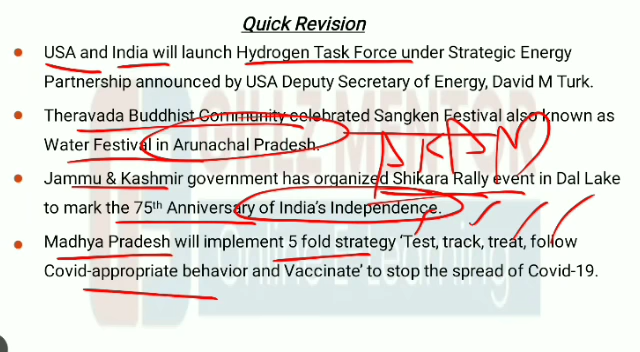 Quick Revision
• USA and India will launch Hydrogen Task Force under Strategic Energy
Partnership announced by USA Deputy Secretary of Energy, David M Turk.
• Theravada Buddhist Community celebrated Sangken Festival also known as
Water Festival in Arunachal Pradesh.
• Jammu & Kashmir government has organized Shikara Rally event in Dal Lake
to mark the 75th Anniversary of India's Independence.
• Madhya Pradesh will implement 5 fold strategy 'Test, track, treat, follow
Covid-appropriate behavior and Vaccinate' to stop the spread of Covid-19.